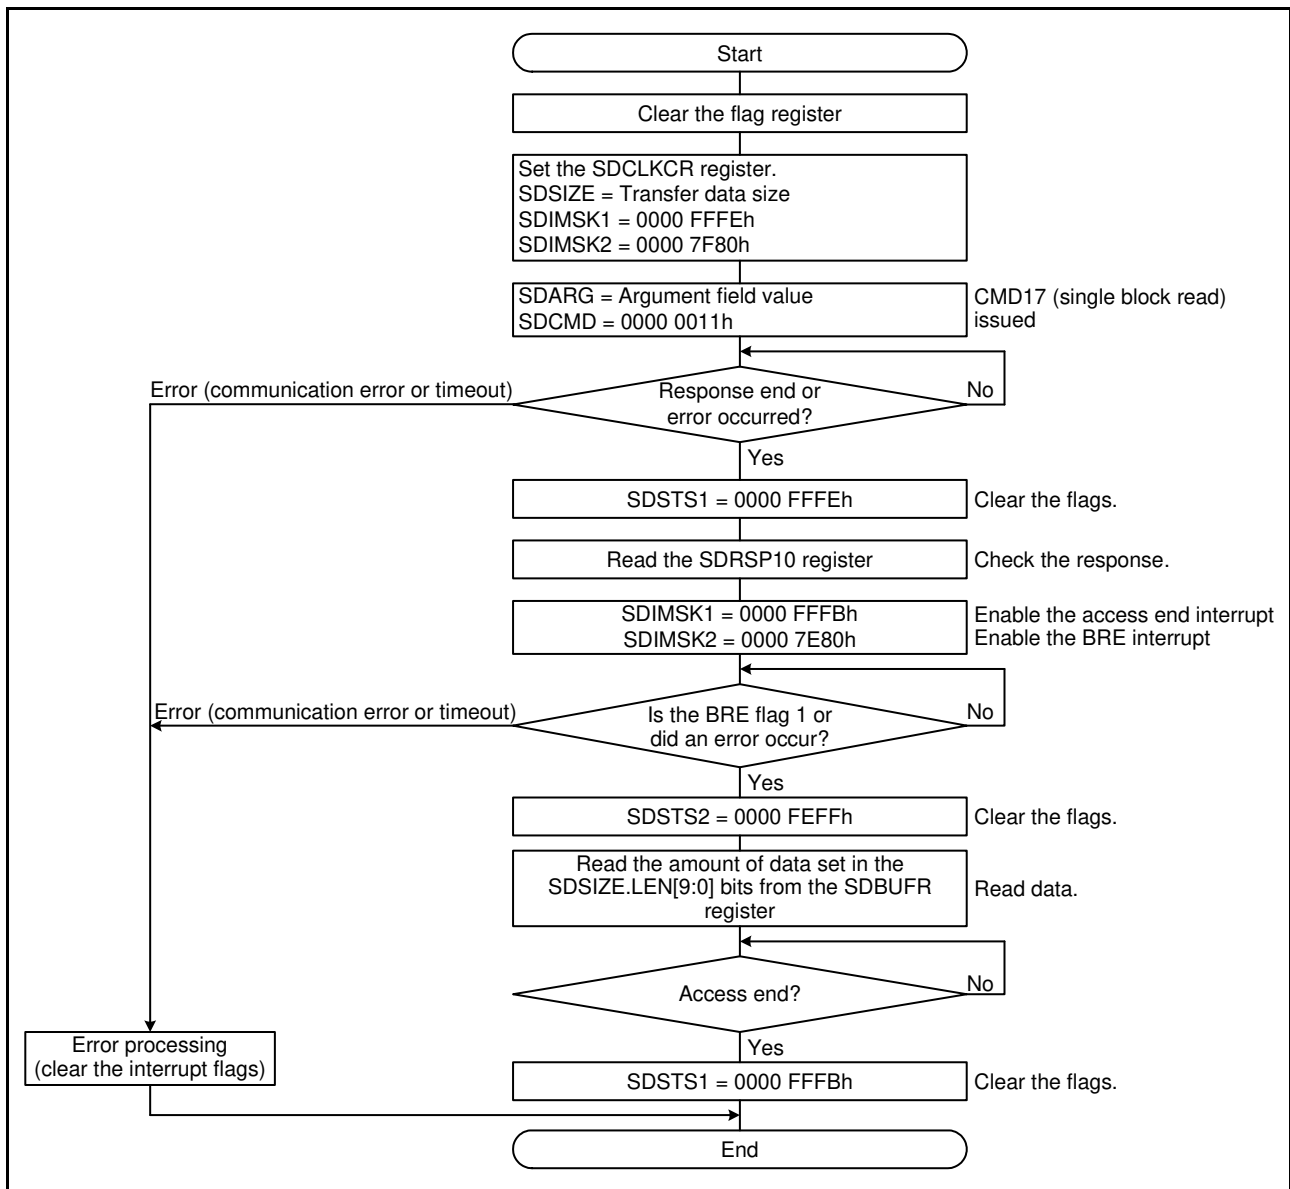 Start
Clear the flag register
Set the SDCLKCR register.
SDSIZE = Transfer data size
SDIMSK1 = 0000 FFFEh
SDIMSK2 = 0000 7F80h
SDARG = Argument field value
SDCMD = 0000 0011h
CMD17 (single block read)
issued
Error (communication error or timeout)
Response end or
error occurred?
No
Yes
SDSTS1 = 0000 FFFEh
Clear the flags.
Read the SDRSP10 register
Check the response.
SDIMSK1 = 0000 FFFBh
SDIMSK2 = 0000 7E80h
Enable the access end interrupt
Enable the BRE interrupt
Error (communication error or timeout)
Is the BRE flag 1 or
did an error occur?
No
Yes
SDSTS2 = 0000 FEFFh
Clear the flags.
Read the amount of data set in the
SDSIZE.LEN[9:0] bits from the SDBUFR
register
Read data.
Access end?
No
Yes
Error processing
(clear the interrupt flags)
SDSTS1 = 0000 FFFBh
Clear the flags.
End